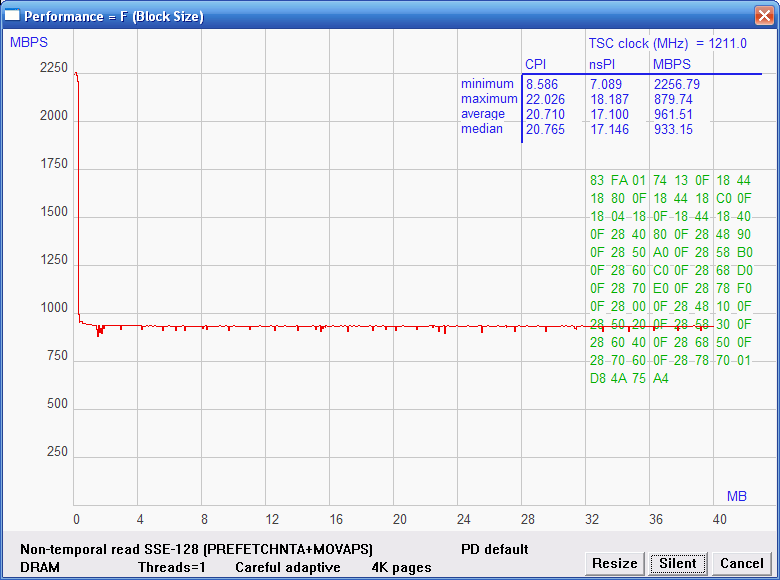 Performance = F (Block Size)
MBPS
TSC clock (MHz) = 1211.0
CPI nsPI MBPS
minimum 8.586 7.089 2256.79
maximum 22.026 18.187 879.74
average 20.710 17.100 961.51
median 20.765 17.146 933.15
2250
2000
1750
1500
1250
1000
750
500
250
83 FA 01 74 13 0F 18 44
18 80 0F 18 44 18 C0 0F
18 04 18 0F 18 44 18 40
0F 28 40 80 0F 28 48 90
0F 28 50 A0 0F 28 58 B0
0F 28 60 C0 0F 28 68 D0
0F 28 70 E0 0F 28 78 F0
0F 28 00 0F 28 48 10 0F
28 50 20 0F 28 58 30 0F
28 60 40 0F 28 68 50 0F
28 70 60 0F 28 78 70 01
D8 4A 75 A4
MB
0 4 8 12 16 20 24 28 32 36 40
Non-temporal read SSE-128 (PREFETCHNTA+MOVAPS) PD default
DRAM Threads=1 Careful adaptive 4K pages
Resize Silent Cancel